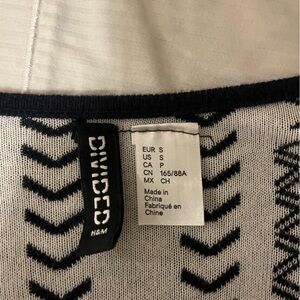 DIVIDED
H&M
EUR S
US S
CA P
CN 165/88A
MX CH
Made in
China
Fabriqué en
Chine